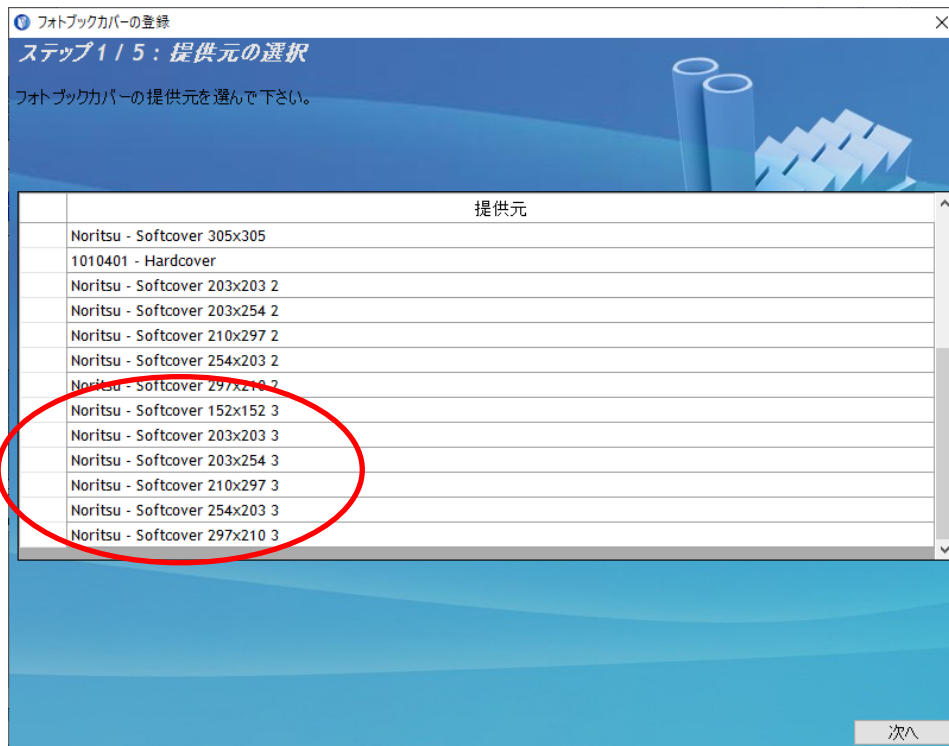 フォトブックカバーの登録
ステップ1 / 5 : 提供元の選択
フォトブックカバーの提供元を選んで下さい。
提供元
Noritsu - Softcover 305x305
1010401 - Hardcover
Noritsu - Softcover 203x203 2
Noritsu - Softcover 203x254 2
Noritsu - Softcover 210x297 2
Noritsu - Softcover 254x203 2
Noritsu - Softcover 297x210 2
Noritsu - Softcover 152x152 3
Noritsu - Softcover 203x203 3
Noritsu - Softcover 203x254 3
Noritsu - Softcover 210x297 3
Noritsu - Softcover 254x203 3
Noritsu - Softcover 297x210 3
次へ